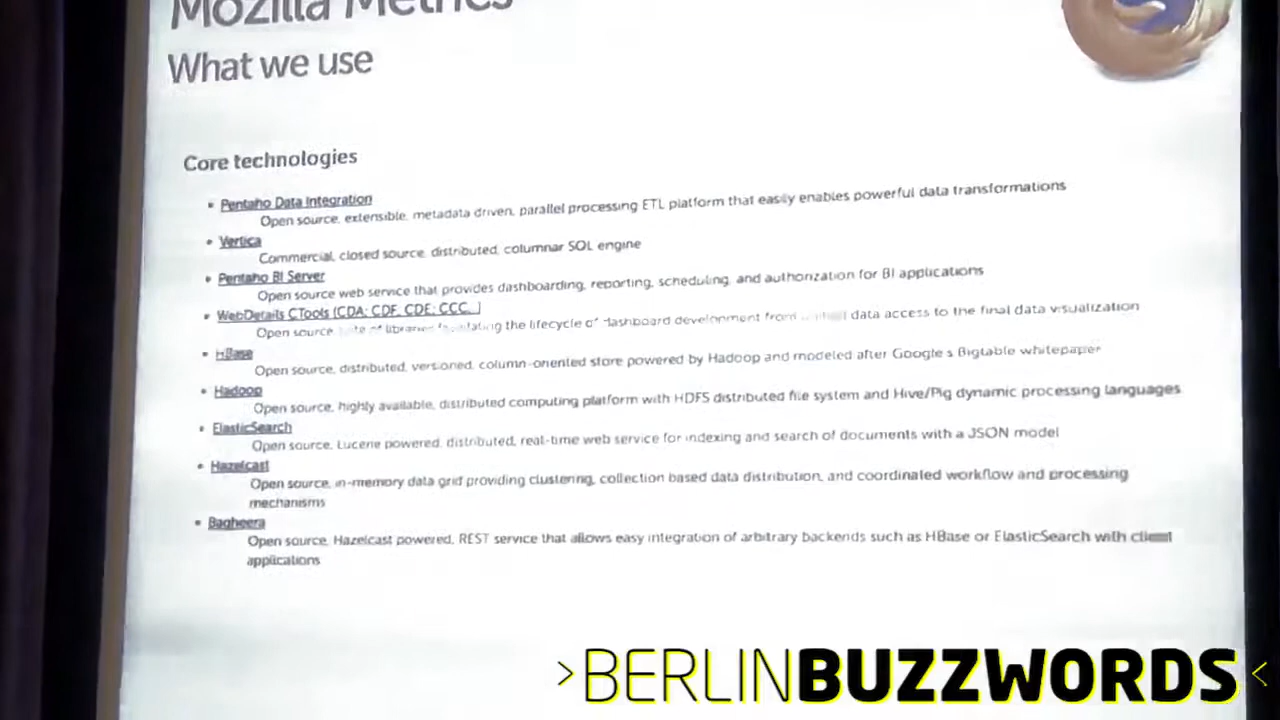 Mozilla Metrics
What we use
Core technologies
• Pentaho Data Integration
Open source, extensible, metadata driven, parallel processing ETL platform that easily enables powerful data transformations
• Vertica
Commercial, closed source, distributed, columnar SQL engine
• Pentaho BI Server
Open source web service that provides dashboarding, reporting, scheduling, and authorization for BI applications
• WebDetails CTools (CDA, CDF, CDE, CCC, )
Open source of libraries the lifecycle of dashboard development from data access to the final data visualization
• HBase
Open source, distributed, versioned, column-oriented store powered by Hadoop and modeled after Google's Bigtable whitepaper
• Hadoop
Open source, highly available, distributed computing platform with HDFS distributed file system and Hive/Pig dynamic processing languages
• ElasticSearch
Open source, Lucene powered, distributed, real-time web service for indexing and search of documents with a JSON model
• Hazelcast
Open source, in-memory data grid providing clustering, collection based data distribution, and coordinated workflow and processing
mechanisms
• Bagheera
Open source, Hazelcast powered, REST service that allows easy integration of arbitrary backends such as HBase or ElasticSearch with client
applications
>BERLINBUZZWORDS<